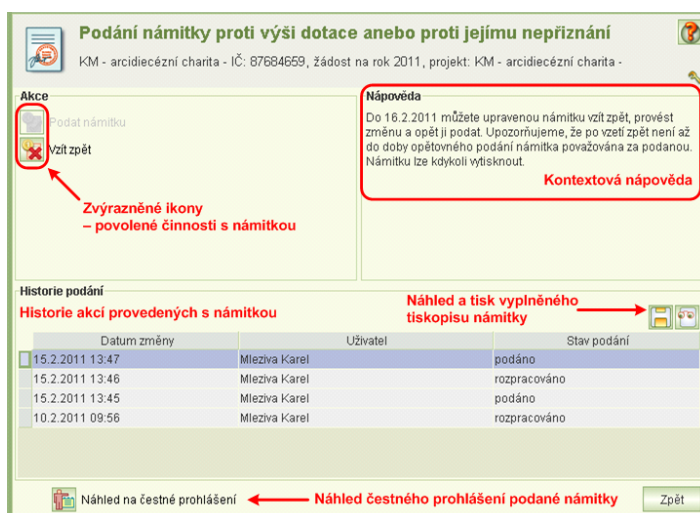 Podání námitky proti výši dotace anebo proti jejímu nepřiznání
KM - arcidiecézní charita - IČ: 87684659, žádost na rok 2011, projekt: KM - arcidiecézní charita -
Akce
Podat námitku
Vzít zpět
Zvýrazněné ikony
– povolené činnosti s námitkou
Nápověda
Do 16.2.2011 můžete upravenou námitku vzít zpět, provést
změnu a opět ji podat. Upozorňujeme, že po vzetí zpět není až
do doby opětovného podání námitka považována za podanou.
Námitku lze kdykoli vytisknout.
Kontextová nápověda
Historie podání
Historie akcí provedených s námitkou
Náhled a tisk vyplněného
tiskopisu námitky
Datum změny Uživatel Stav podání
15.2.2011 13:47 Mleziva Karel podáno
15.2.2011 13:46 Mleziva Karel rozpracováno
15.2.2011 13:45 Mleziva Karel podáno
10.2.2011 09:56 Mleziva Karel rozpracováno
Náhled na čestné prohlášení Náhled čestného prohlášení podané námitky Zpět